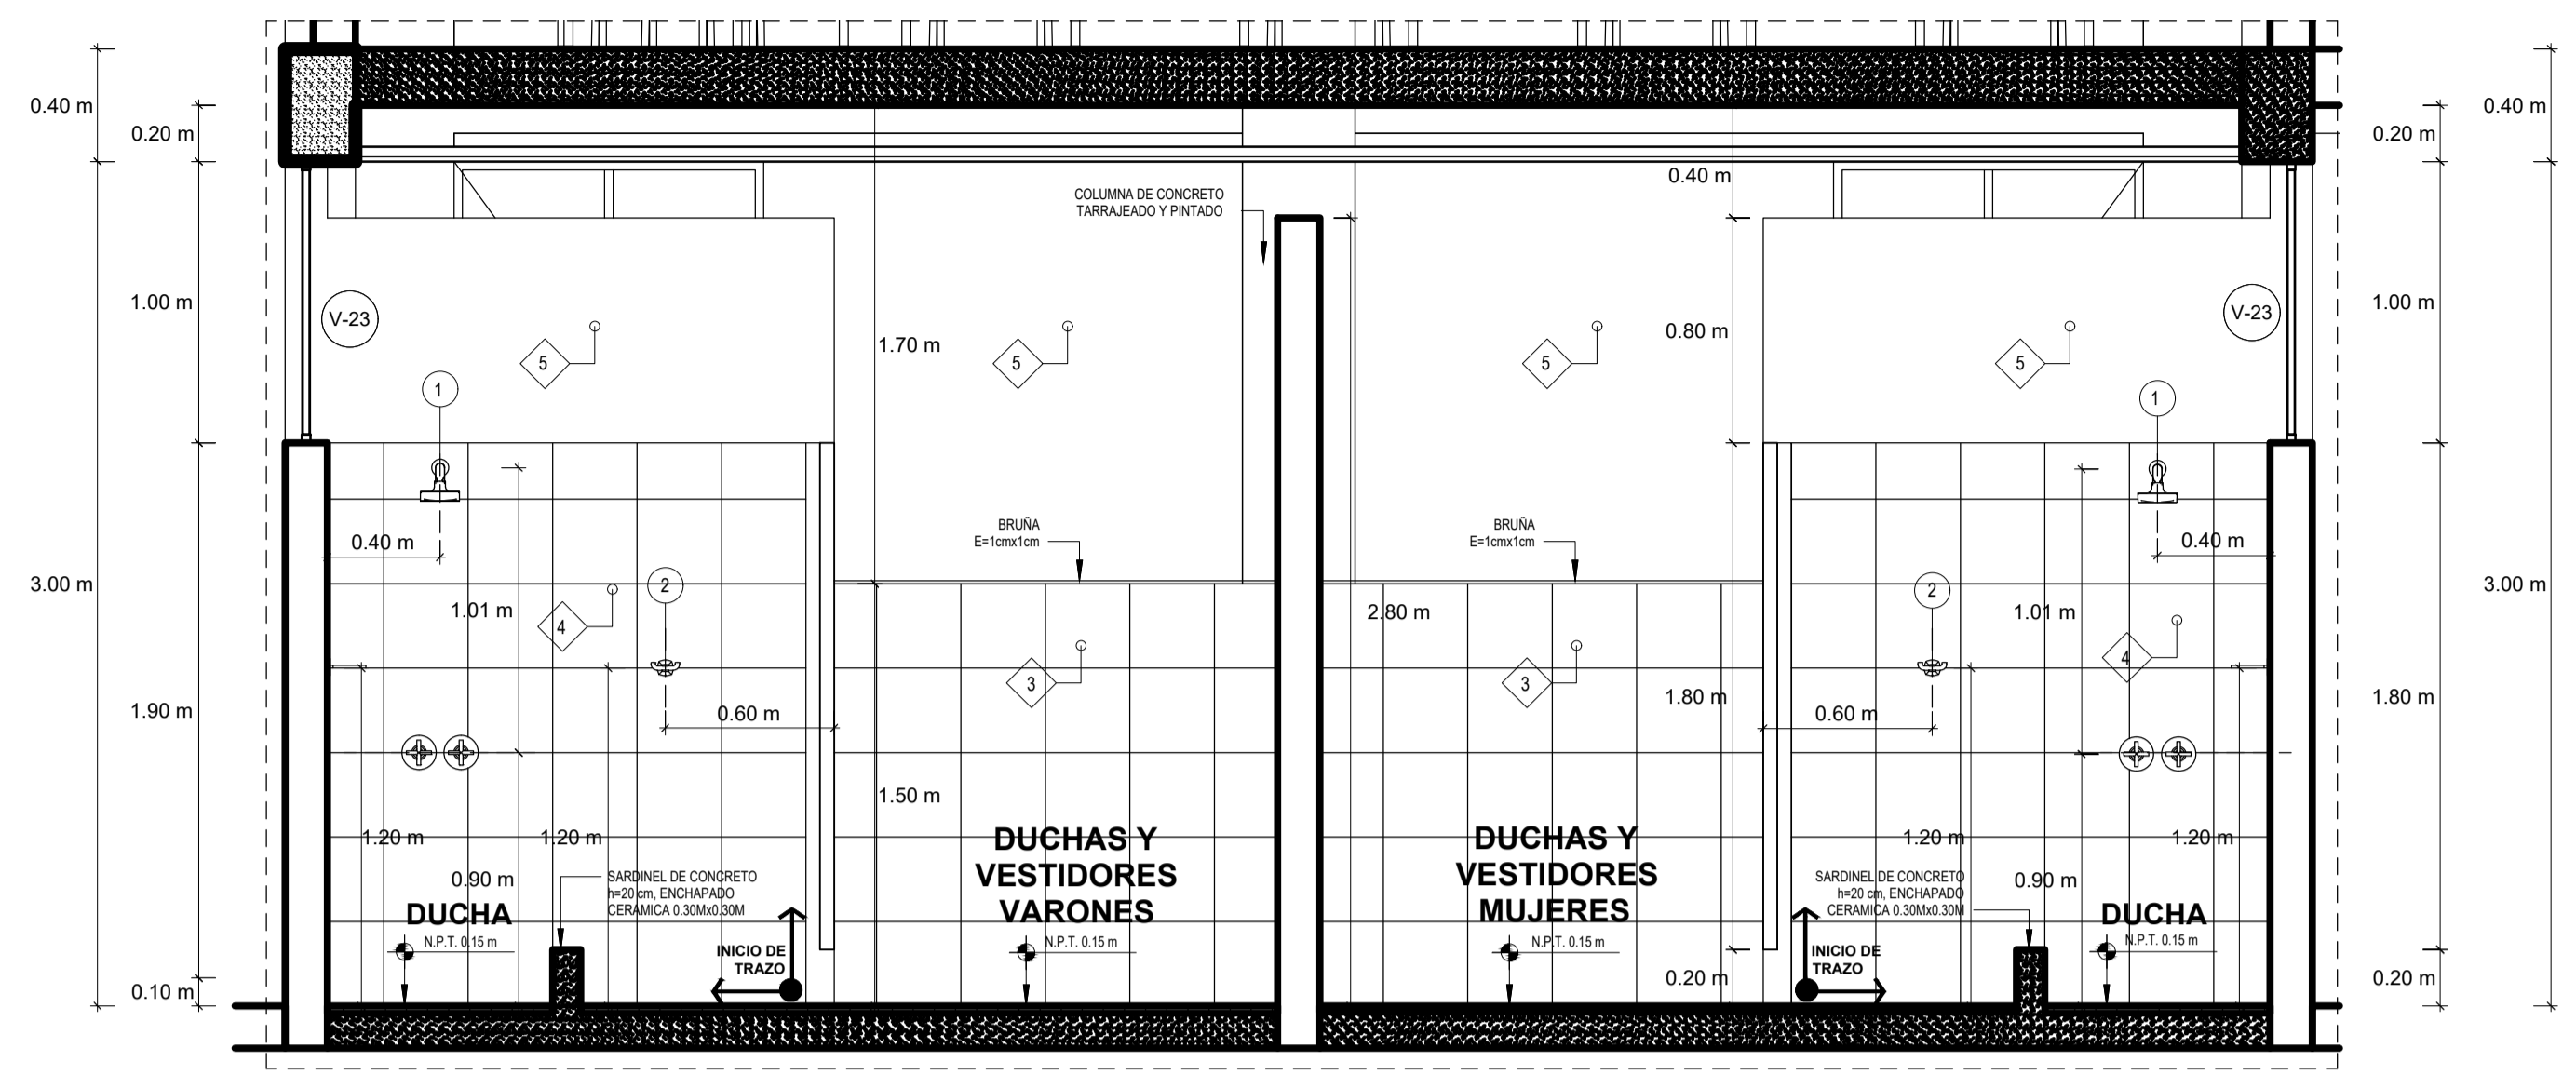 0.40 m
0.20 m
0.40 m
0.20 m
COLUMNA DE CONCRETO
TARRAJEADO Y PINTADO
0.40 m
1.00 m
V-23
5
1.70 m
5
5
0.80 m
5
V-23
1.00 m
1
1
BRUÑA
E=1cmx1cm
BRUÑA
E=1cmx1cm
0.40 m
0.40 m
3.00 m
1.01 m
4
2
2.80 m
2
1.01 m
4
3.00 m
3
3
1.90 m
0.60 m
1.80 m
0.60 m
1.80 m
1.50 m
1.20 m
1.20 m
1.20 m
1.20 m
DUCHAS Y
VESTIDORES
VARONES
DUCHAS Y
VESTIDORES
MUJERES
0.90 m
SARDINEL DE CONCRETO
h=20 cm, ENCHAPADO
CERAMICA 0.30Mx0.30M
SARDINEL DE CONCRETO
h=20 cm, ENCHAPADO
CERAMICA 0.30Mx0.30M
0.90 m
DUCHA
DUCHA
N.P.T. 0.15 m
INICIO DE
TRAZO
N.P.T. 0.15 m
N.P.T. 0.15 m
INICIO DE
TRAZO
N.P.T. 0.15 m
0.10 m
0.20 m
0.20 m